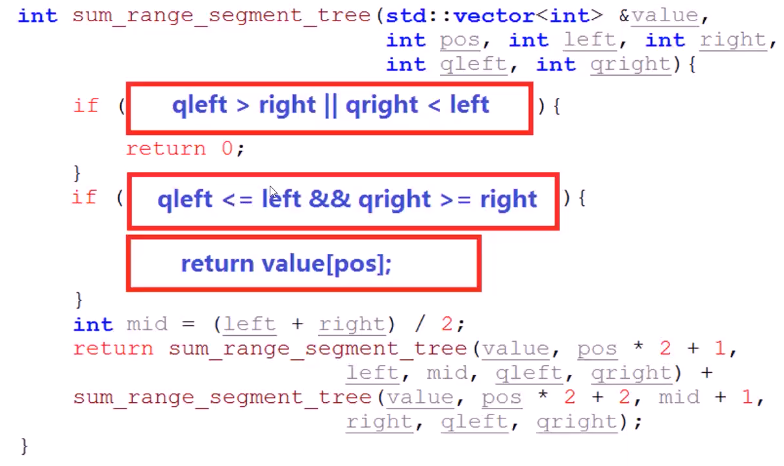 int sum_range_segment_tree(std::vector<int> &value,
int pos, int left, int right,
int qleft, int qright){
if ( qleft > right || qright < left ){
return 0;
}
if ( qleft <= left && qright >= right ){
return value[pos];
}
int mid = (left + right) / 2;
return sum_range_segment_tree(value, pos * 2 + 1,
left, mid, qleft, qright) +
sum_range_segment_tree(value, pos * 2 + 2, mid + 1,
right, qleft, qright);
}